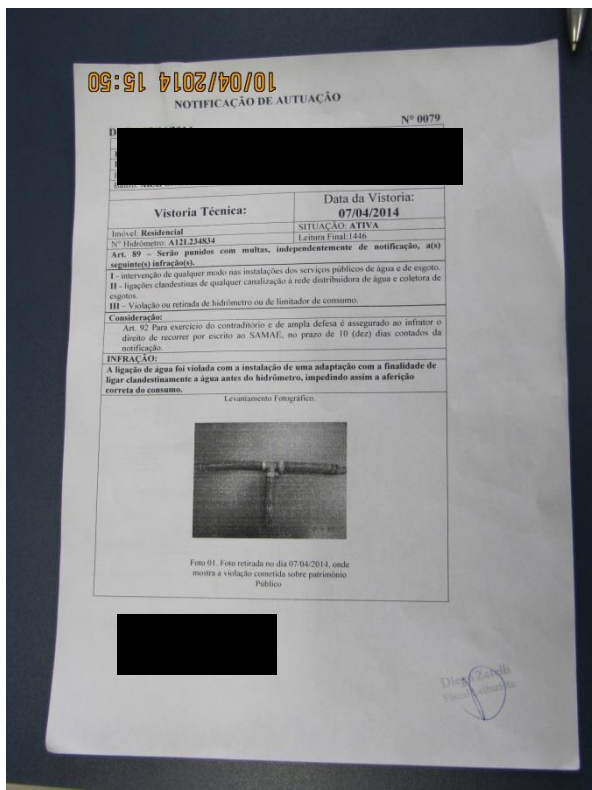 10/04/2014 15:50
NOTIFICAÇÃO DE AUTUAÇÃO
Nº 0079
Vistoria Técnica:
Data da Vistoria:
07/04/2014
Imóvel: Residencial
SITUAÇÃO: ATIVA
Nº Hidrômetro: A12L234834
Leitura Final:1446
Art. 89 – Serão punidos com multas, independentemente de notificação, a(s)
seguinte(s) infração(s).
I - intervenção de qualquer modo nas instalações dos serviços públicos de água e de esgoto.
II - ligações clandestinas de qualquer canalização à rede distribuidora de água e coletora de
esgotos.
III – Violação ou retirada de hidrômetro ou de limitador de consumo.
Consideração:
Art. 92 Para exercício do contraditório e de ampla defesa é assegurado ao infrator o
direito de recorrer por escrito ao SAMAE, no prazo de 10 (dez) dias contados da
notificação.
INFRAÇÃO:
A ligação de água foi violada com a instalação de uma adaptação com a finalidade de
ligar clandestinamente a água antes do hidrômetro, impedindo assim a aferição
correta do consumo.
Levantamento Fotográfico.
Foto 01. Foto retirada no dia 07/04/2014, onde
mostra a violação cometida sobre patrimônio
Público
Diego Zatelli
Fiscal Leiturista